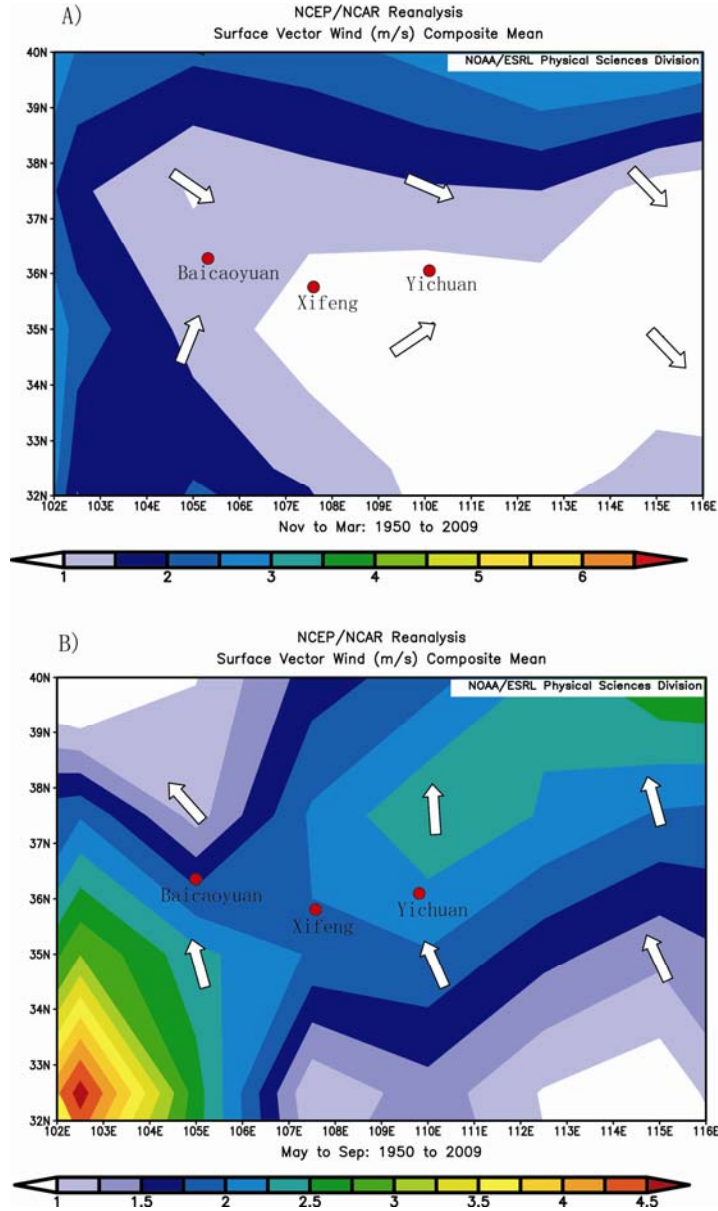 A)
NCEP/NCAR Reanalysis
Surface Vector Wind (m/s) Composite Mean
NOAA/ESRL Physical Sciences Division
40N
39N
38N
37N
36N
35N
34N
33N
32N
Baicaoyuan
Xifeng
Yichuan
102E 103E 104E 105E 106E 107E 108E 109E 110E 111E 112E 113E 114E 115E 116E
Nov to Mar: 1950 to 2009
1 2 3 4 5 6
B)
NCEP/NCAR Reanalysis
Surface Vector Wind (m/s) Composite Mean
NOAA/ESRL Physical Sciences Division
40N
39N
38N
37N
36N
35N
34N
33N
32N
Baicaoyuan
Xifeng
Yichuan
102E 103E 104E 105E 106E 107E 108E 109E 110E 111E 112E 113E 114E 115E 116E
May to Sep: 1950 to 2009
1 1.5 2 2.5 3 3.5 4 4.5